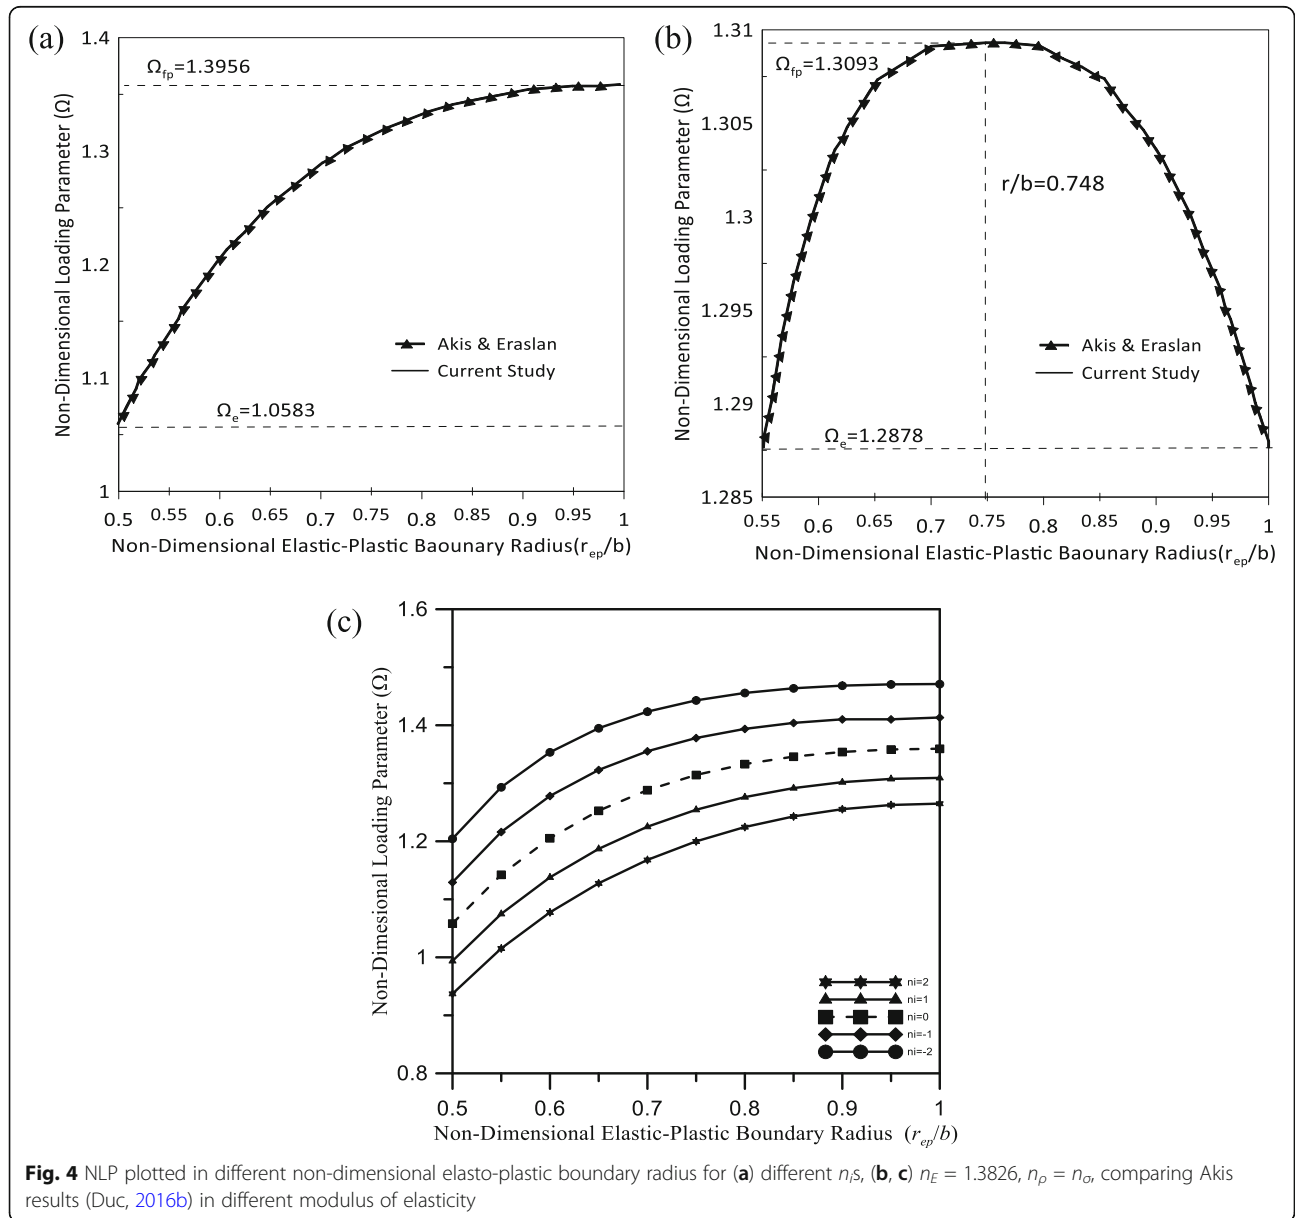 (a)
1.4
1.3
1.2
1.1
1
Non-Dimensional Loading Parameter (Ω)
Ωfp=1.3956
Akis & Eraslan
Current Study
Ωe=1.0583
0.5 0.55 0.6 0.65 0.7 0.75 0.8 0.85 0.9 0.95 1
Non-Dimensional Elastic-Plastic Baounary Radius(rep/b)
(b)
1.31
1.305
1.3
1.295
1.29
1.285
Non-Dimensional Loading Parameter (Ω)
Ωfp=1.3093
r/b=0.748
Akis & Eraslan
Current Study
Ωe=1.2878
0.55 0.6 0.65 0.7 0.75 0.8 0.85 0.9 0.95 1
Non-Dimensional Elastic-Plastic Baounary Radius(rep/b)
(c)
1.6
1.4
1.2
1
0.8
Non-Dimesional Loading Parameter (Ω)
ni=2
ni=1
ni=0
ni=-1
ni=-2
0.5 0.6 0.7 0.8 0.9 1
Non-Dimensional Elastic-Plastic Boundary Radius (rep/b)
Fig. 4 NLP plotted in different non-dimensional elasto-plastic boundary radius for (a) different nis, (b, c) nE = 1.3826, nρ = nσ, comparing Akis
results (Duc, 2016b) in different modulus of elasticity